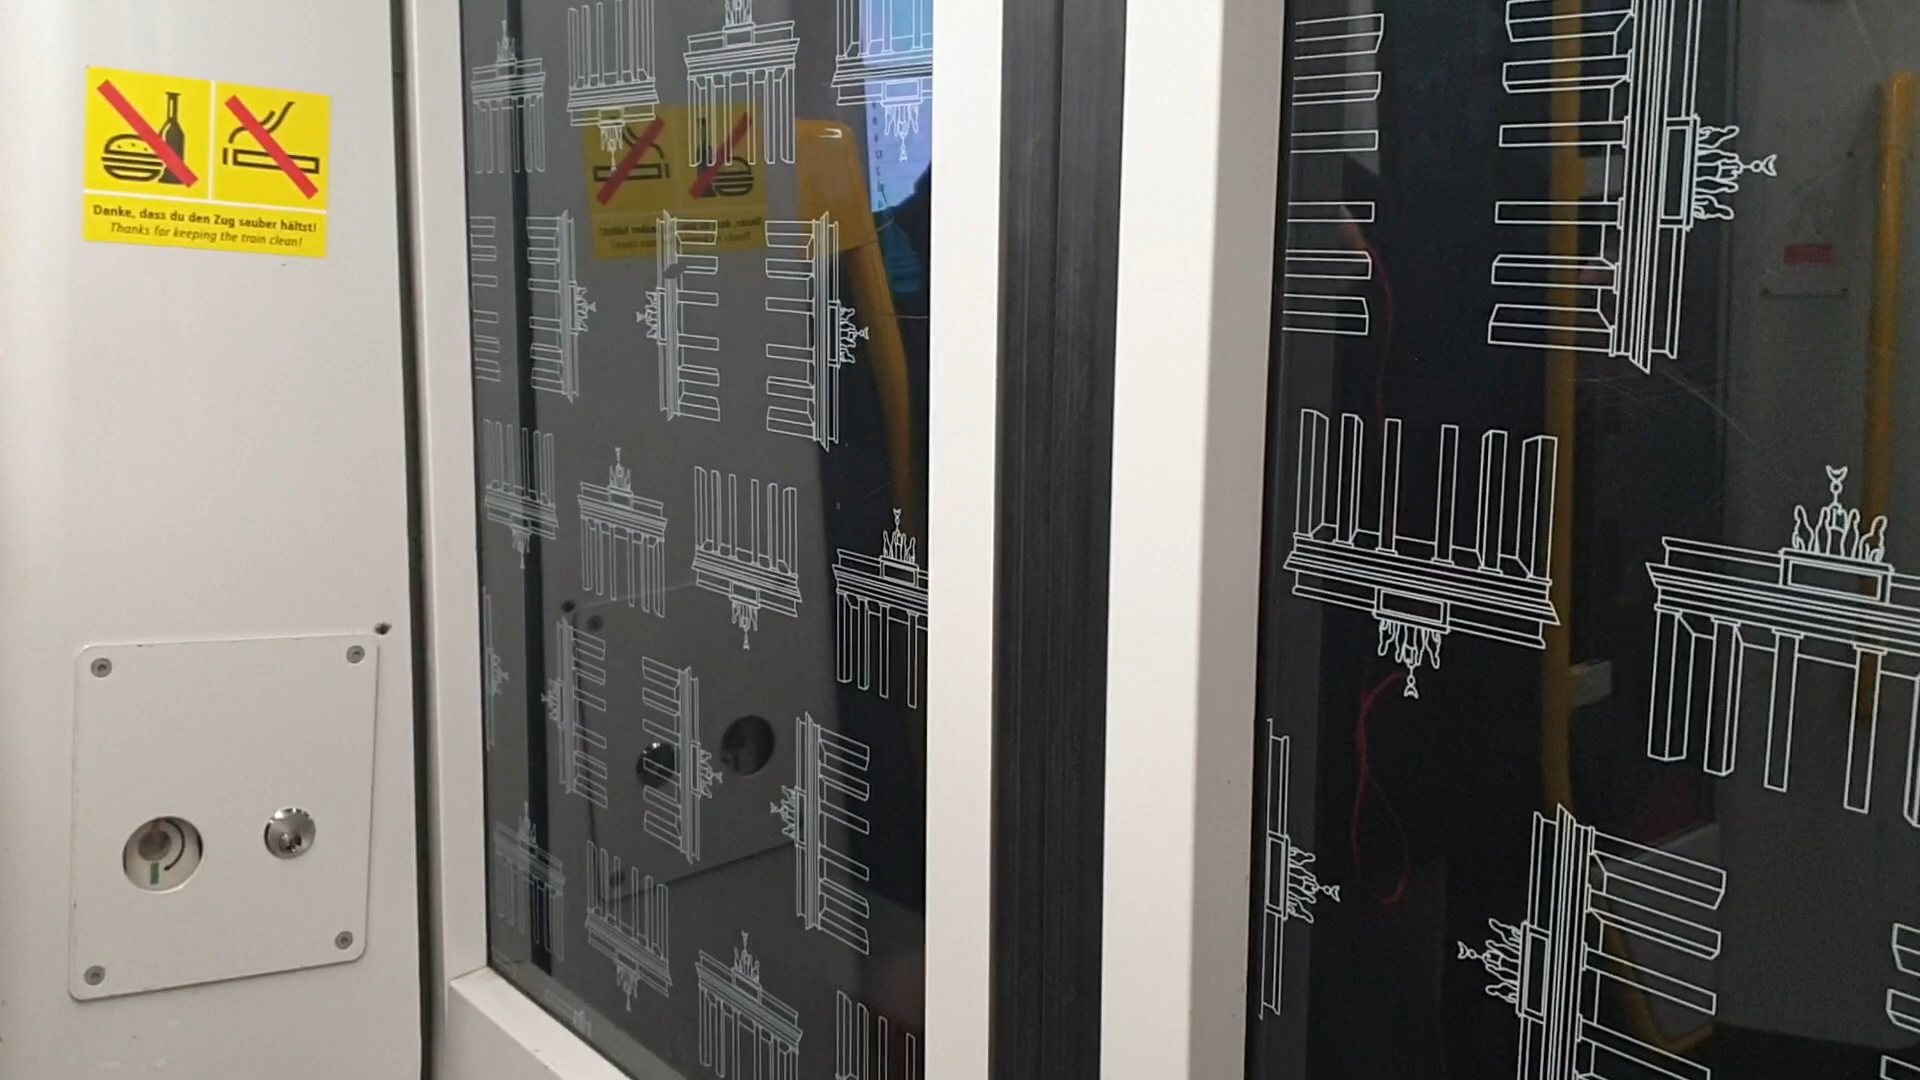 Danke, dass du den Zug sauber hältst!
Thanks for keeping the train clean!